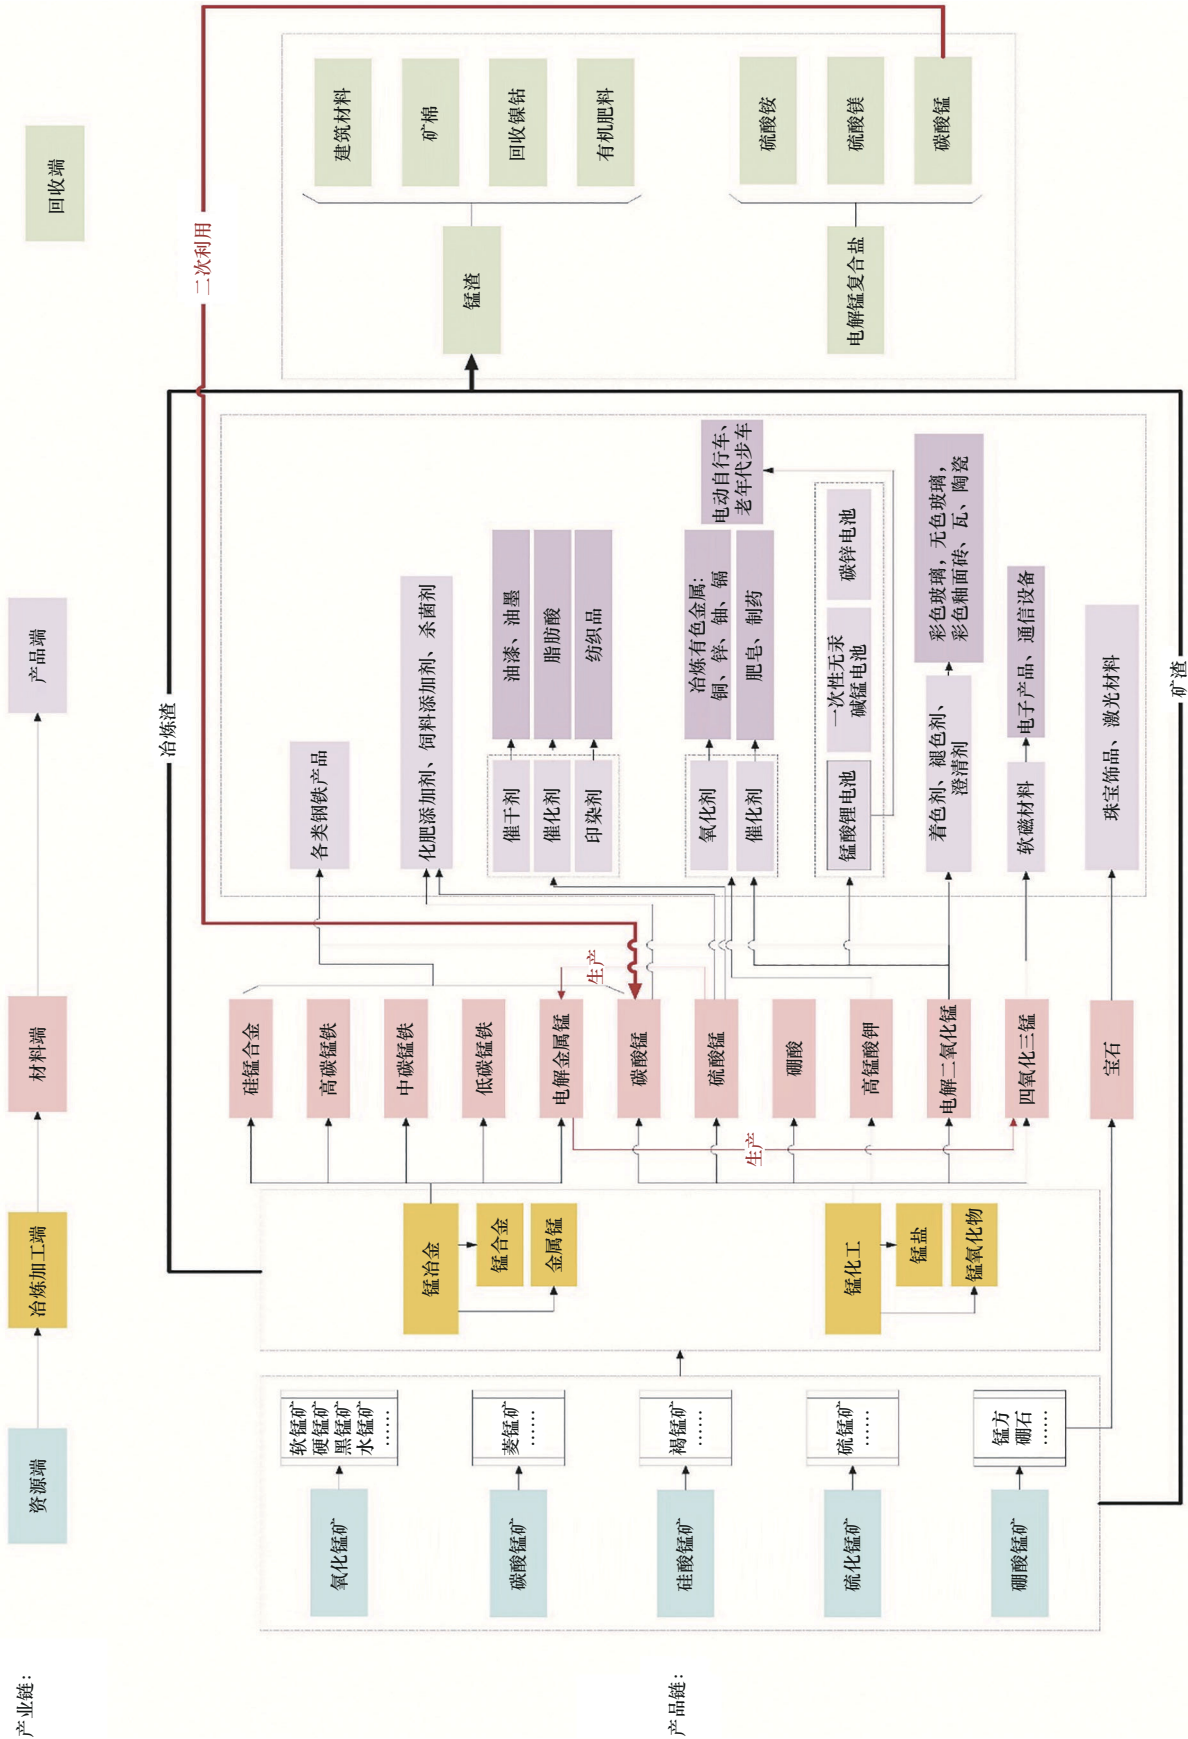 产业链：
资源端
冶炼加工端
材料端
产品端
回收端
产品链：
氧化锰矿
软锰矿
硬锰矿
黑锰矿
水锰矿
……
碳酸锰矿
菱锰矿
……
硅酸锰矿
褐锰矿
……
硫化锰矿
硫锰矿
……
硼酸锰矿
锰方
硼石
……
锰冶金
锰合金
金属锰
锰化工
锰盐
锰氧化物
硅锰合金
高碳锰铁
中碳锰铁
低碳锰铁
电解金属锰
碳酸锰
硫酸锰
硼酸
高锰酸钾
电解二氧化锰
四氧化三锰
宝石
生产
生产
冶炼渣
各类钢铁产品
化肥添加剂、饲料添加剂、杀菌剂
催干剂
油漆、油墨
催化剂
脂肪酸
印染剂
纺织品
氧化剂
冶炼有色金属:
铜、锌、铀、镉
催化剂
肥皂、制药
锰酸锂电池
一次性无汞
碱锰电池
碳锌电池
电动自行车、
老年代步车
着色剂、褪色剂、
澄清剂
彩色玻璃，无色玻璃，
彩色釉面砖、瓦、陶瓷
软磁材料
电子产品、通信设备
珠宝饰品、激光材料
矿渣
二次利用
锰渣
建筑材料
矿棉
回收镍钴
有机肥料
电解锰复合盐
硫酸铵
硫酸镁
碳酸锰